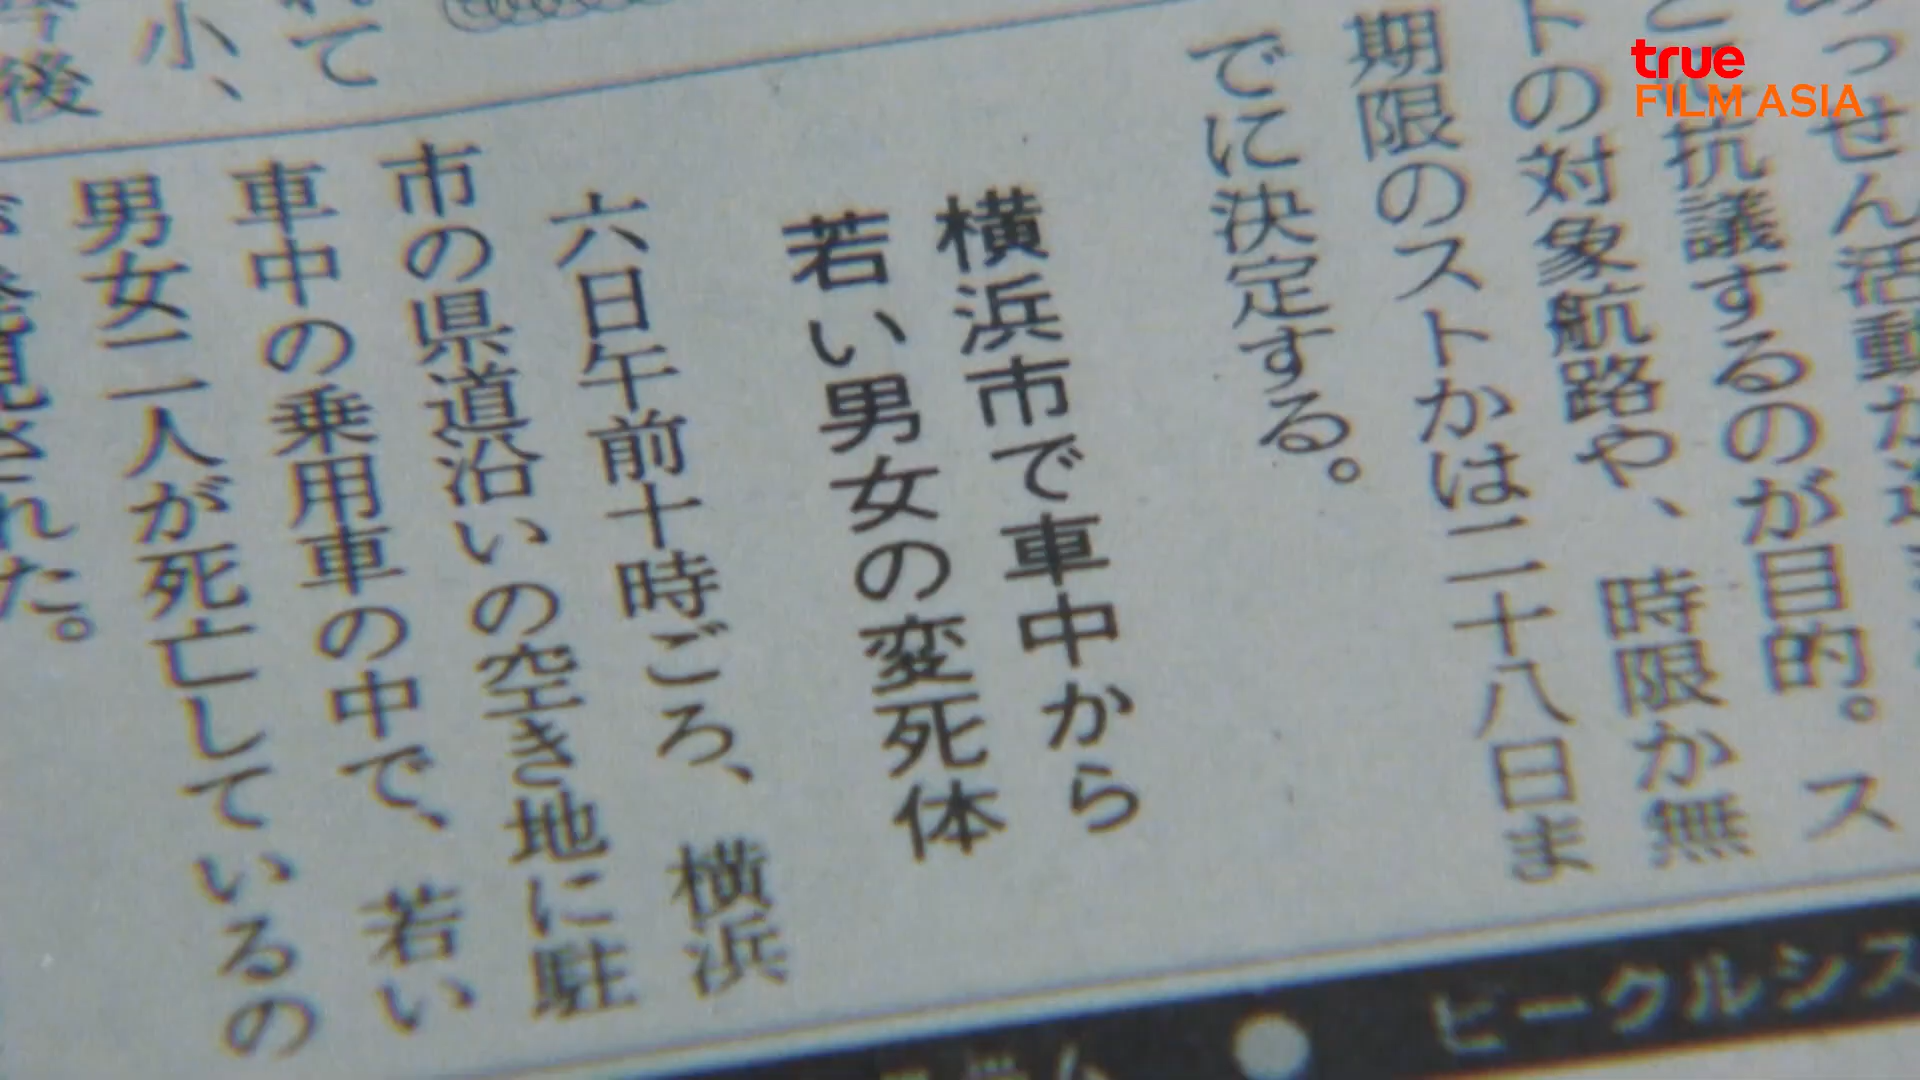 true
FILM ASIA
せん活動が
抗議するのが目的。ス
トの対象航路や、時限か無
期限のストかは二十八日ま
でに決定する。
横浜市で車中から
若い男女の変死体
六日午前十時ごろ、横浜
市の県道沿いの空き地に駐
車中の乗用車の中で、若い
男女二人が死亡しているの
が発見された。
れて
小、
今後
ビークルシス